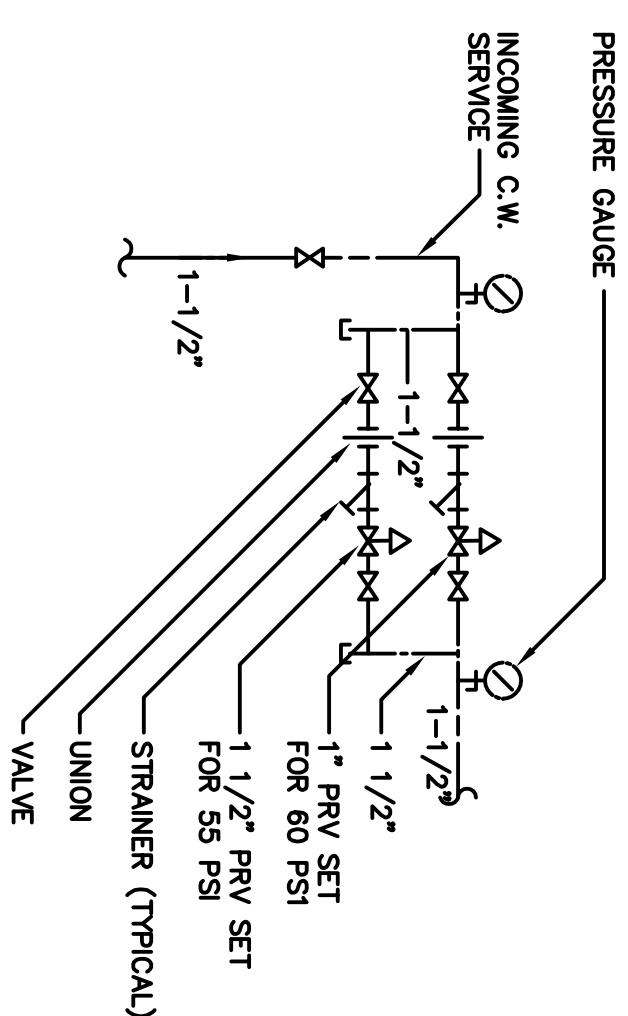 PRESSURE GAUGE
INCOMING C.W.
SERVICE
1-1/2"
1-1/2"
1-1/2"
1 1/2"
1" PRV SET
FOR 60 PS1
1 1/2" PRV SET
FOR 55 PSI
STRAINER (TYPICAL)
UNION
VALVE